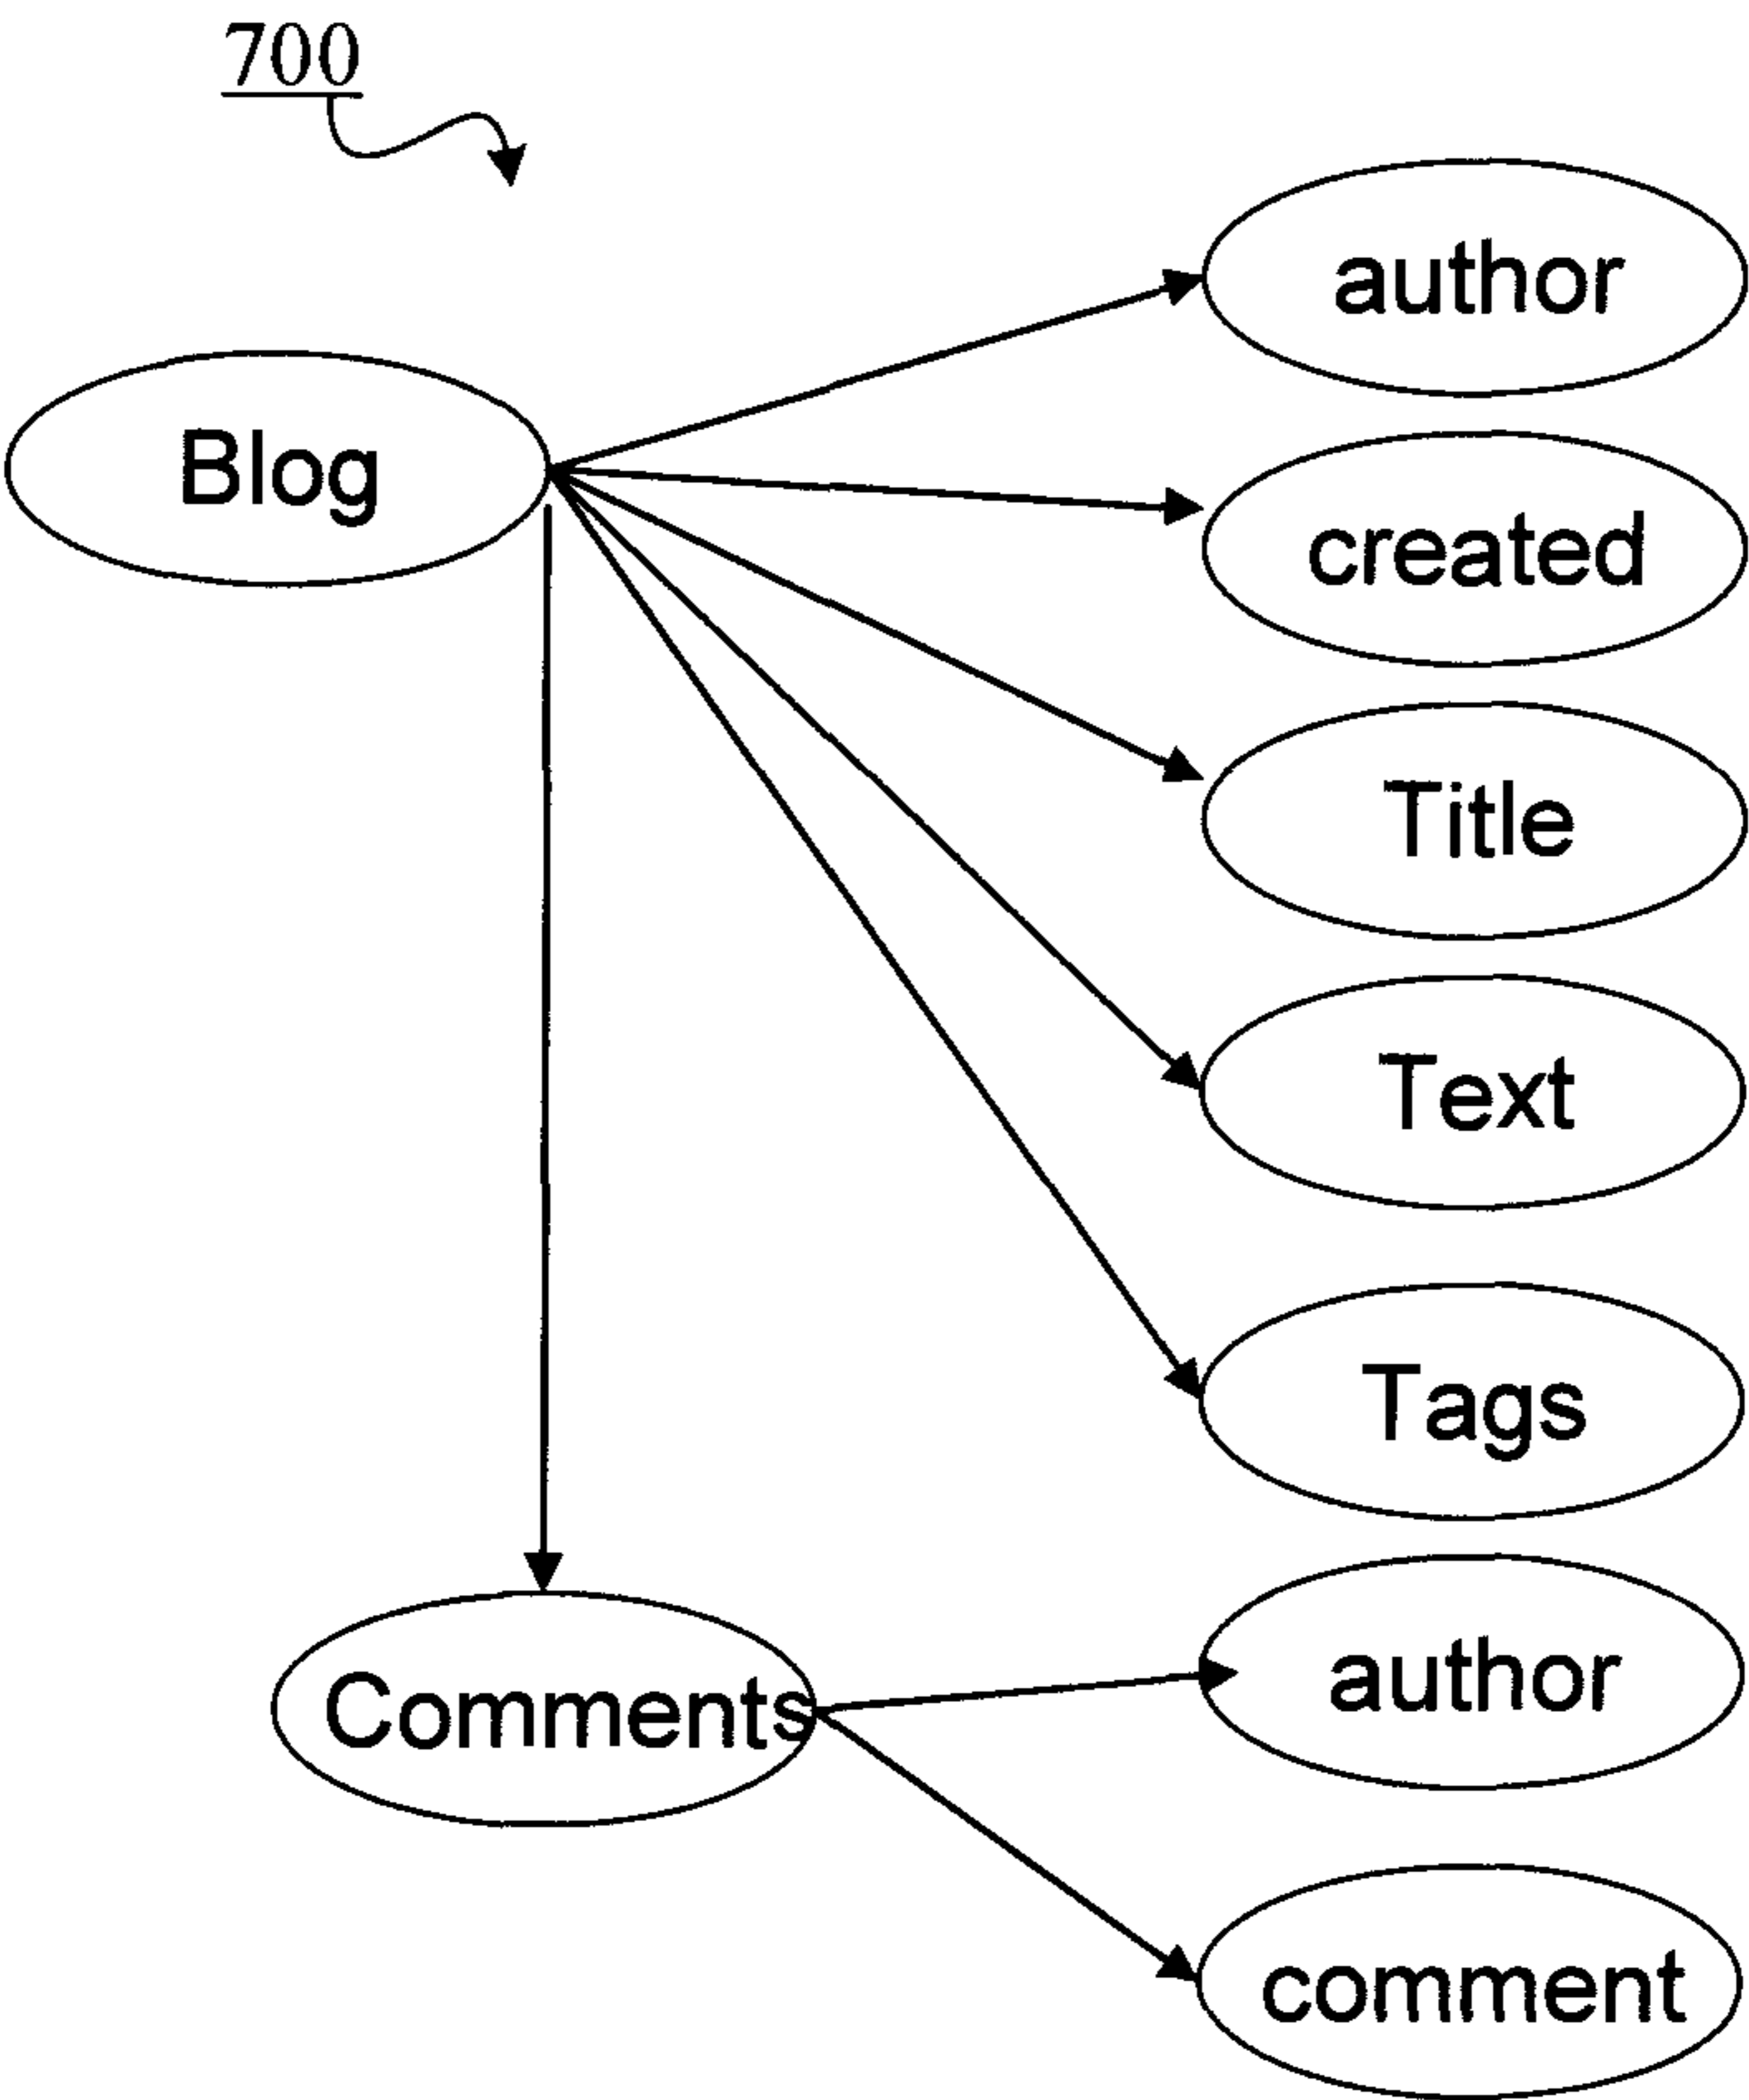 700
author
Blog
created
Title
Text
Tags
author
Comments
comment